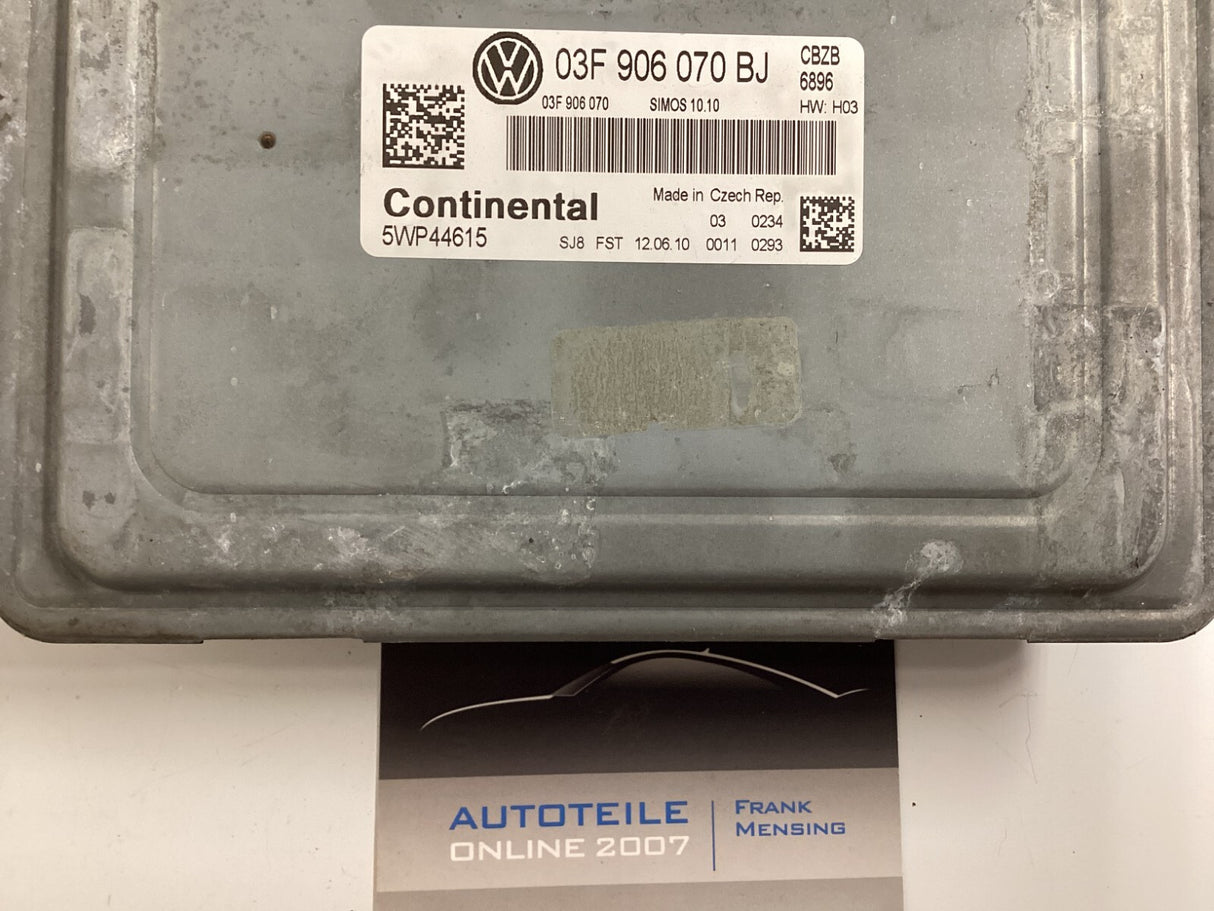 03F 906 070 BJ
CBZB
6896
03F 906 070 SIMOS 10.10 HW: H03
Continental
5WP44615
Made in Czech Rep.
03 0234
SJ8 FST 12.06.10 0011 0293
AUTOTEILE
ONLINE 2007
FRANK
MENSING